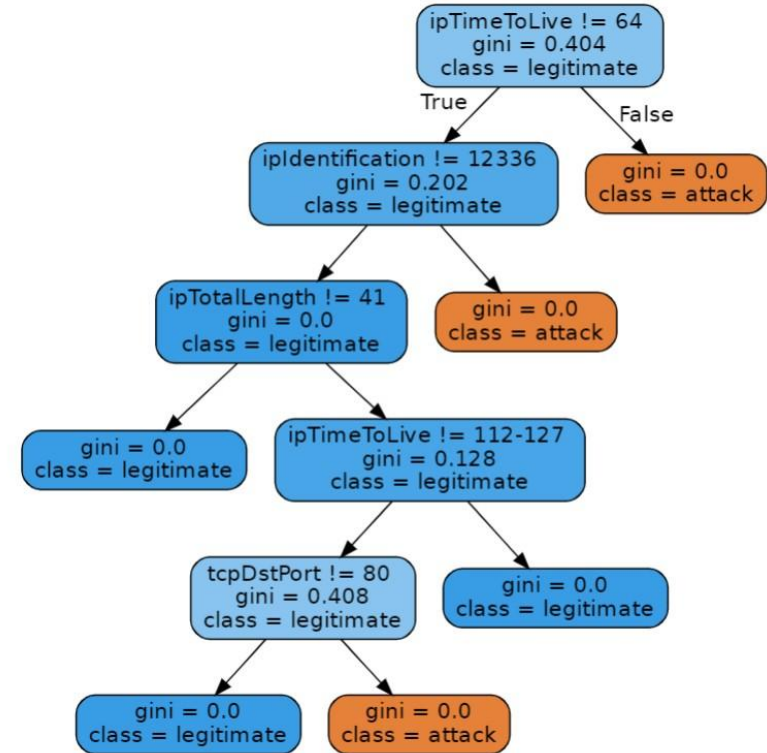 ipTimeToLive != 64
gini = 0.404
class = legitimate
True
False
ipIdentification != 12336
gini = 0.202
class = legitimate
gini = 0.0
class = attack
ipTotalLength != 41
gini = 0.0
class = legitimate
gini = 0.0
class = attack
gini = 0.0
class = legitimate
ipTimeToLive != 112-127
gini = 0.128
class = legitimate
tcpDstPort != 80
gini = 0.408
class = legitimate
gini = 0.0
class = legitimate
gini = 0.0
class = legitimate
gini = 0.0
class = attack